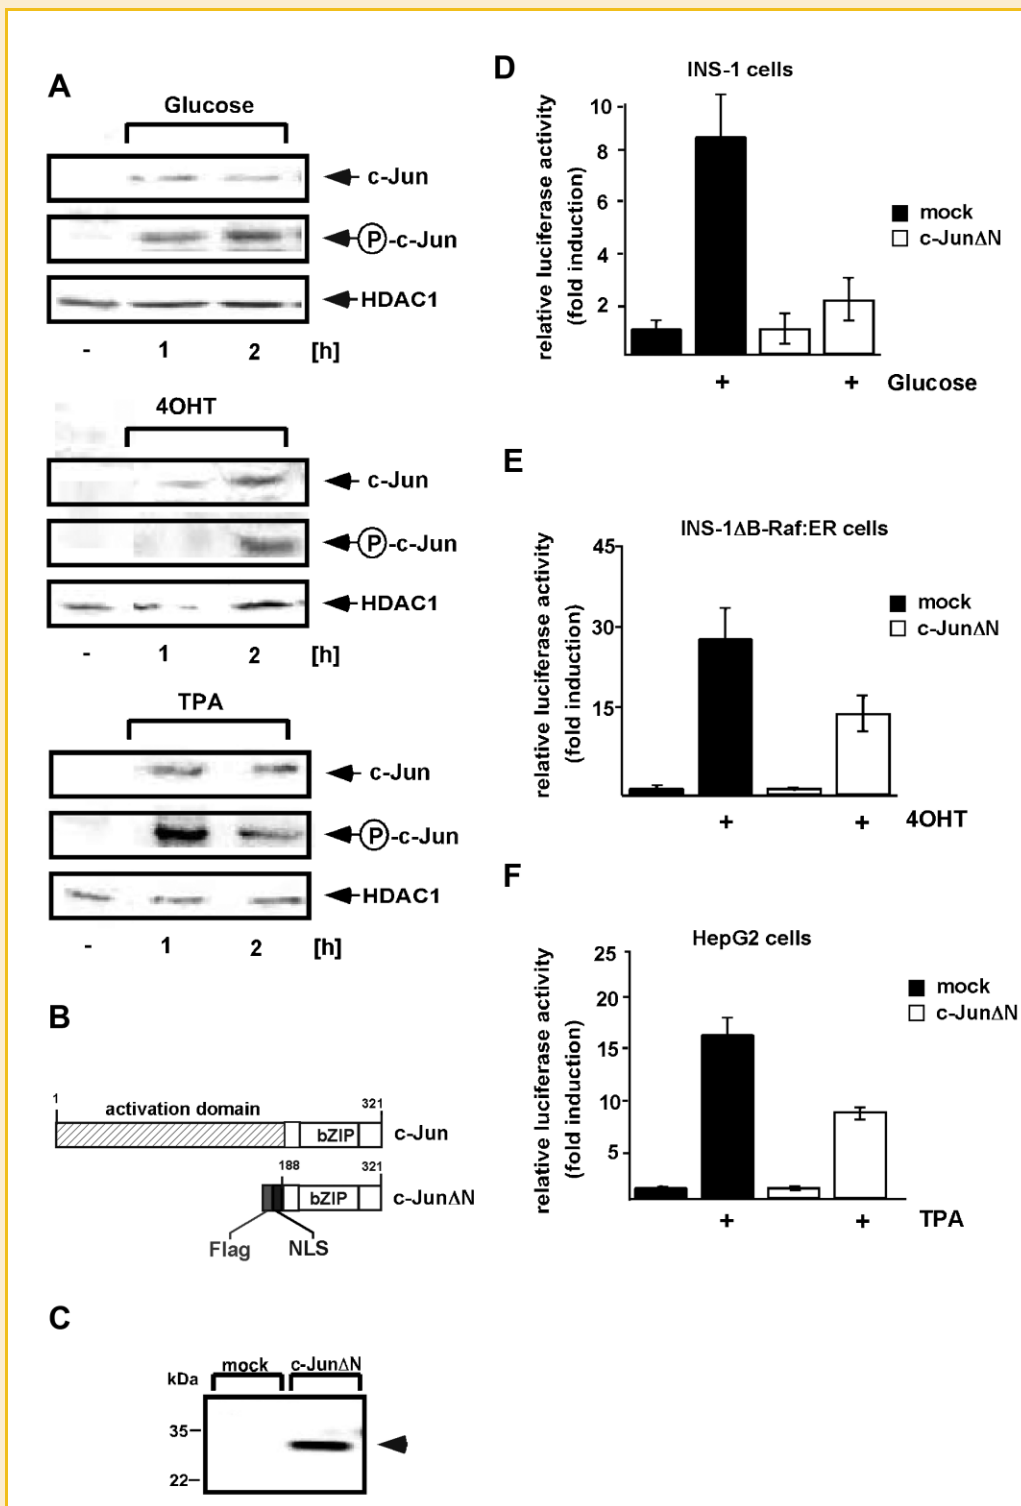 A
Glucose
c-Jun
P-c-Jun
HDAC1
- 1 2 [h]
4OHT
c-Jun
P-c-Jun
HDAC1
- 1 2 [h]
TPA
c-Jun
P-c-Jun
HDAC1
- 1 2 [h]
B
1 activation domain 321
bZIP c-Jun
188 321
bZIP c-JunΔN
Flag NLS
C
mock c-JunΔN
kDa
35
22
D
INS-1 cells
relative luciferase activity
(fold induction)
10
8
6
4
2
mock
c-JunΔN
+ + Glucose
E
INS-1ΔB-Raf:ER cells
relative luciferase activity
(fold induction)
45
30
15
mock
c-JunΔN
+ + 4OHT
F
HepG2 cells
relative luciferase activity
(fold induction)
25
20
15
10
5
mock
c-JunΔN
+ + TPA